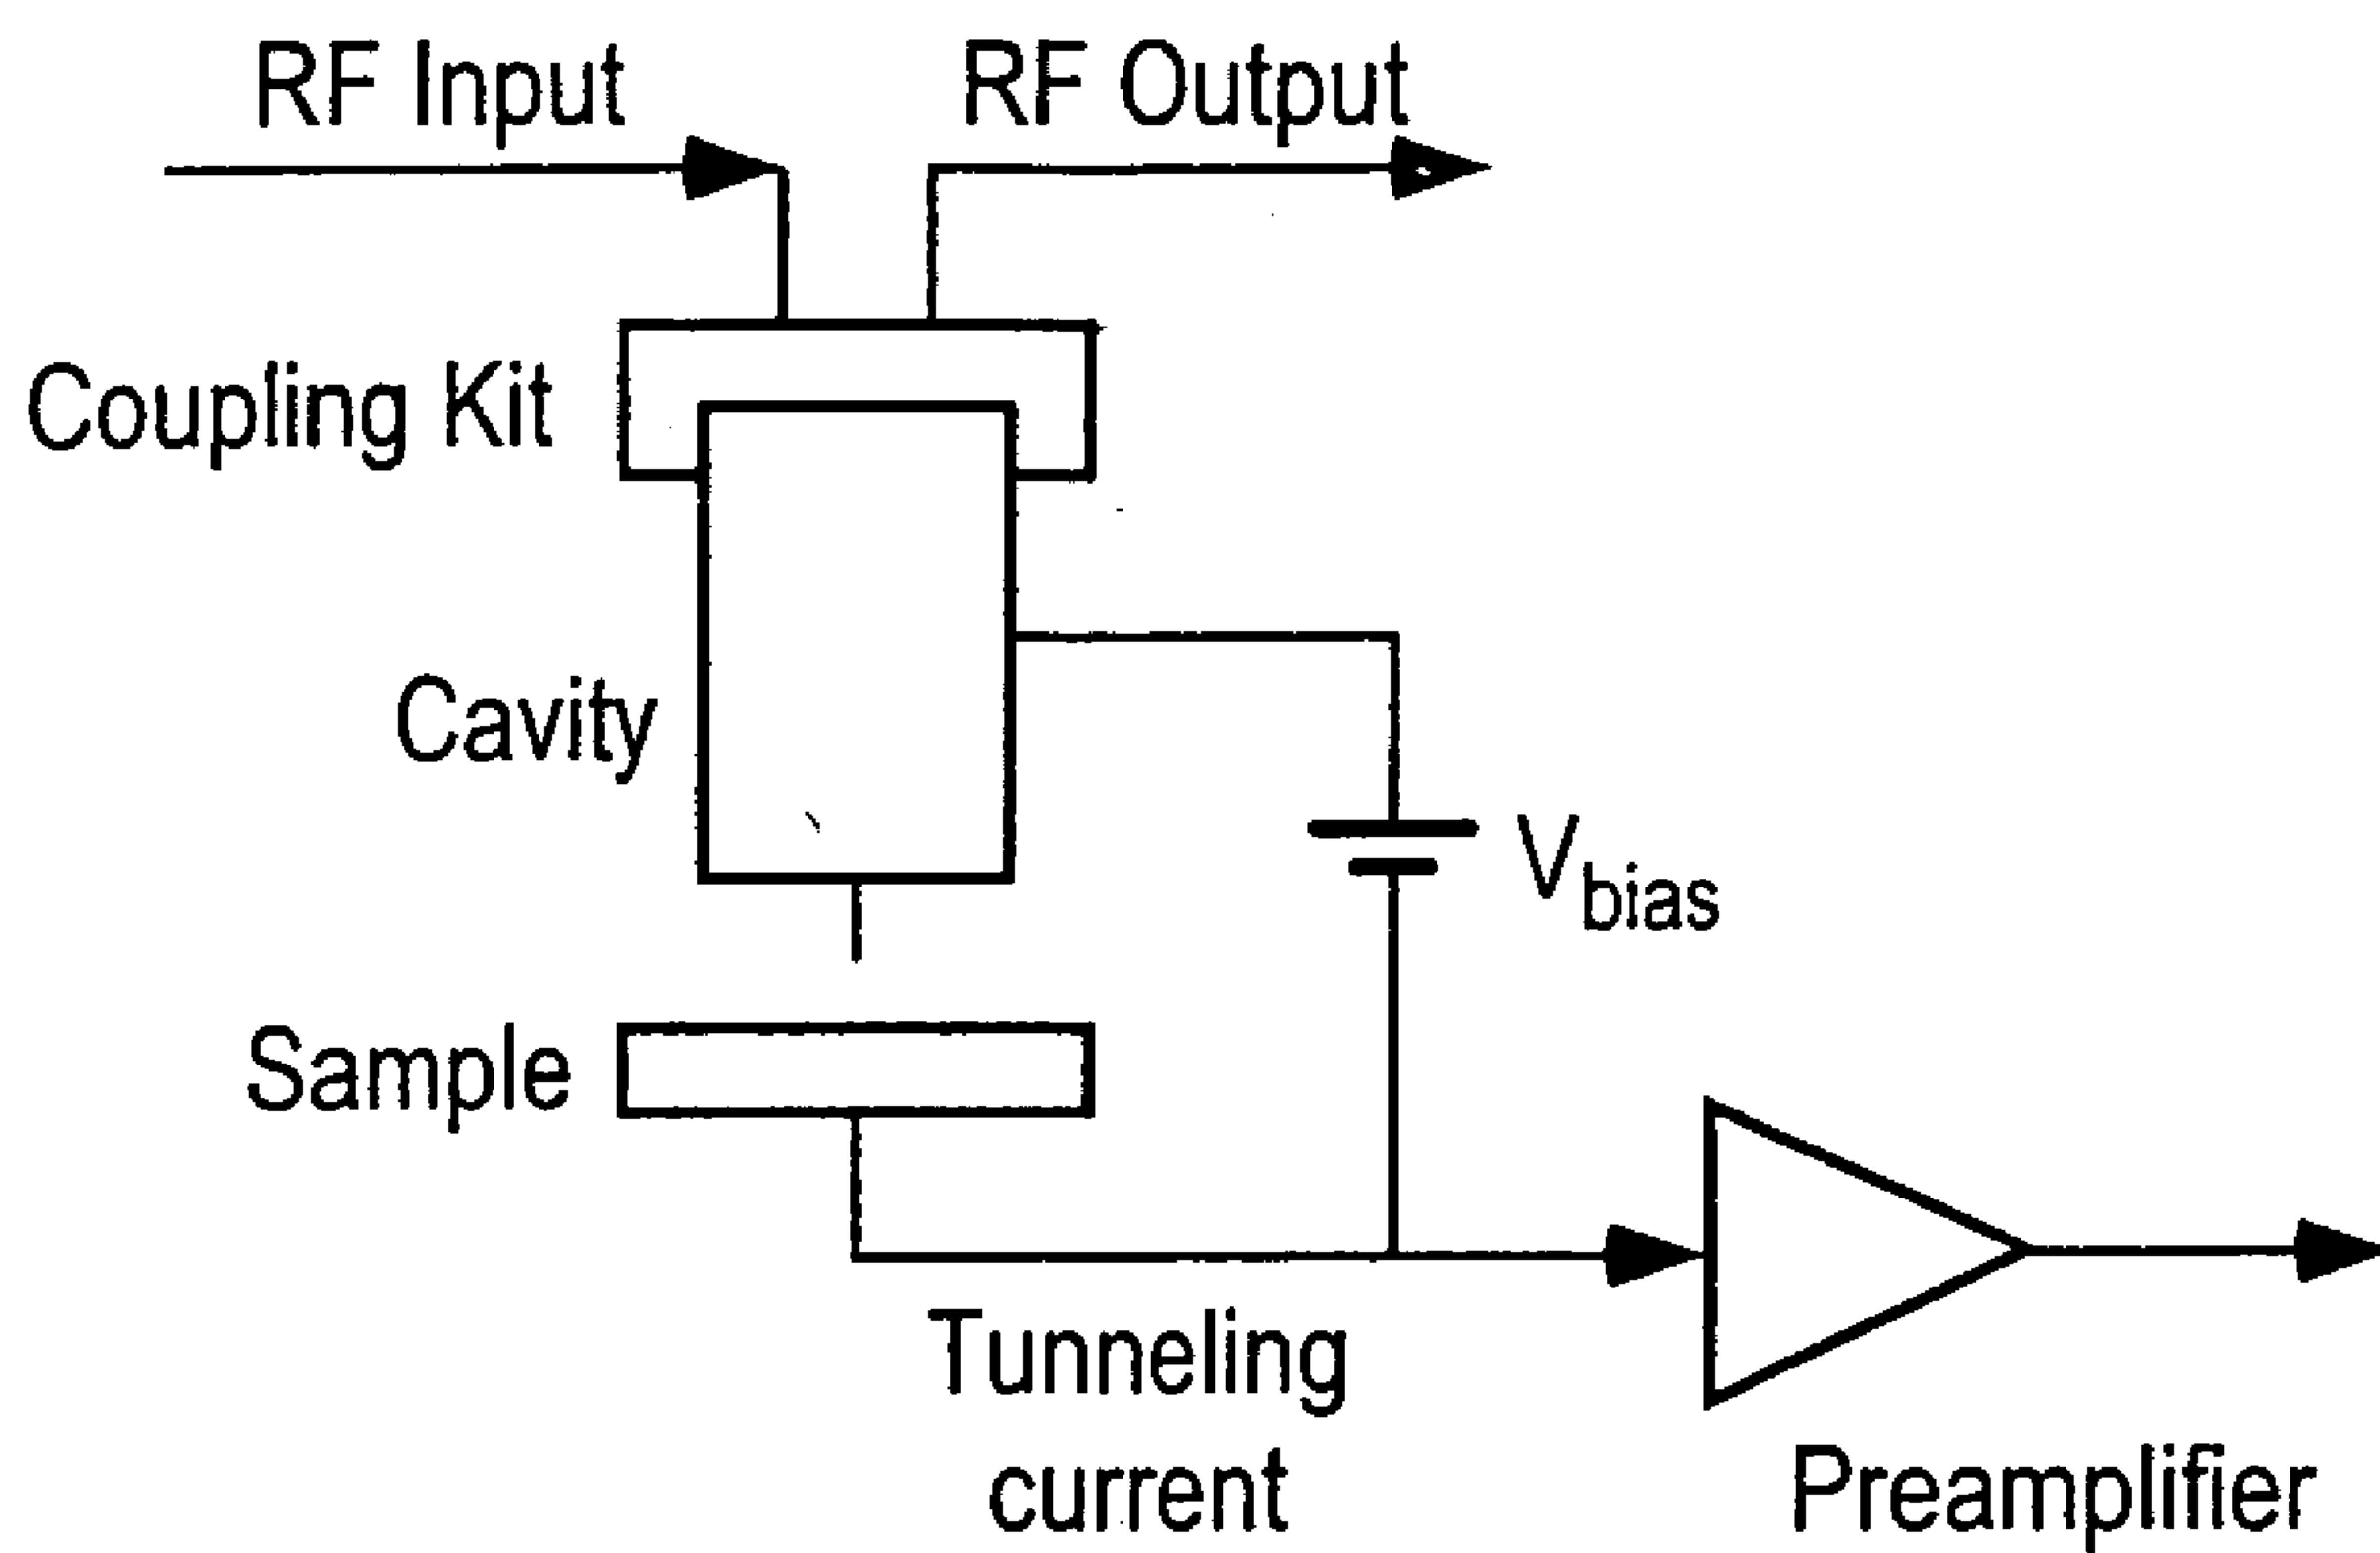 RF Input
RF Output
Coupling Kit
Cavity
Vbias
Sample
Tunneling
current
Preamplifier